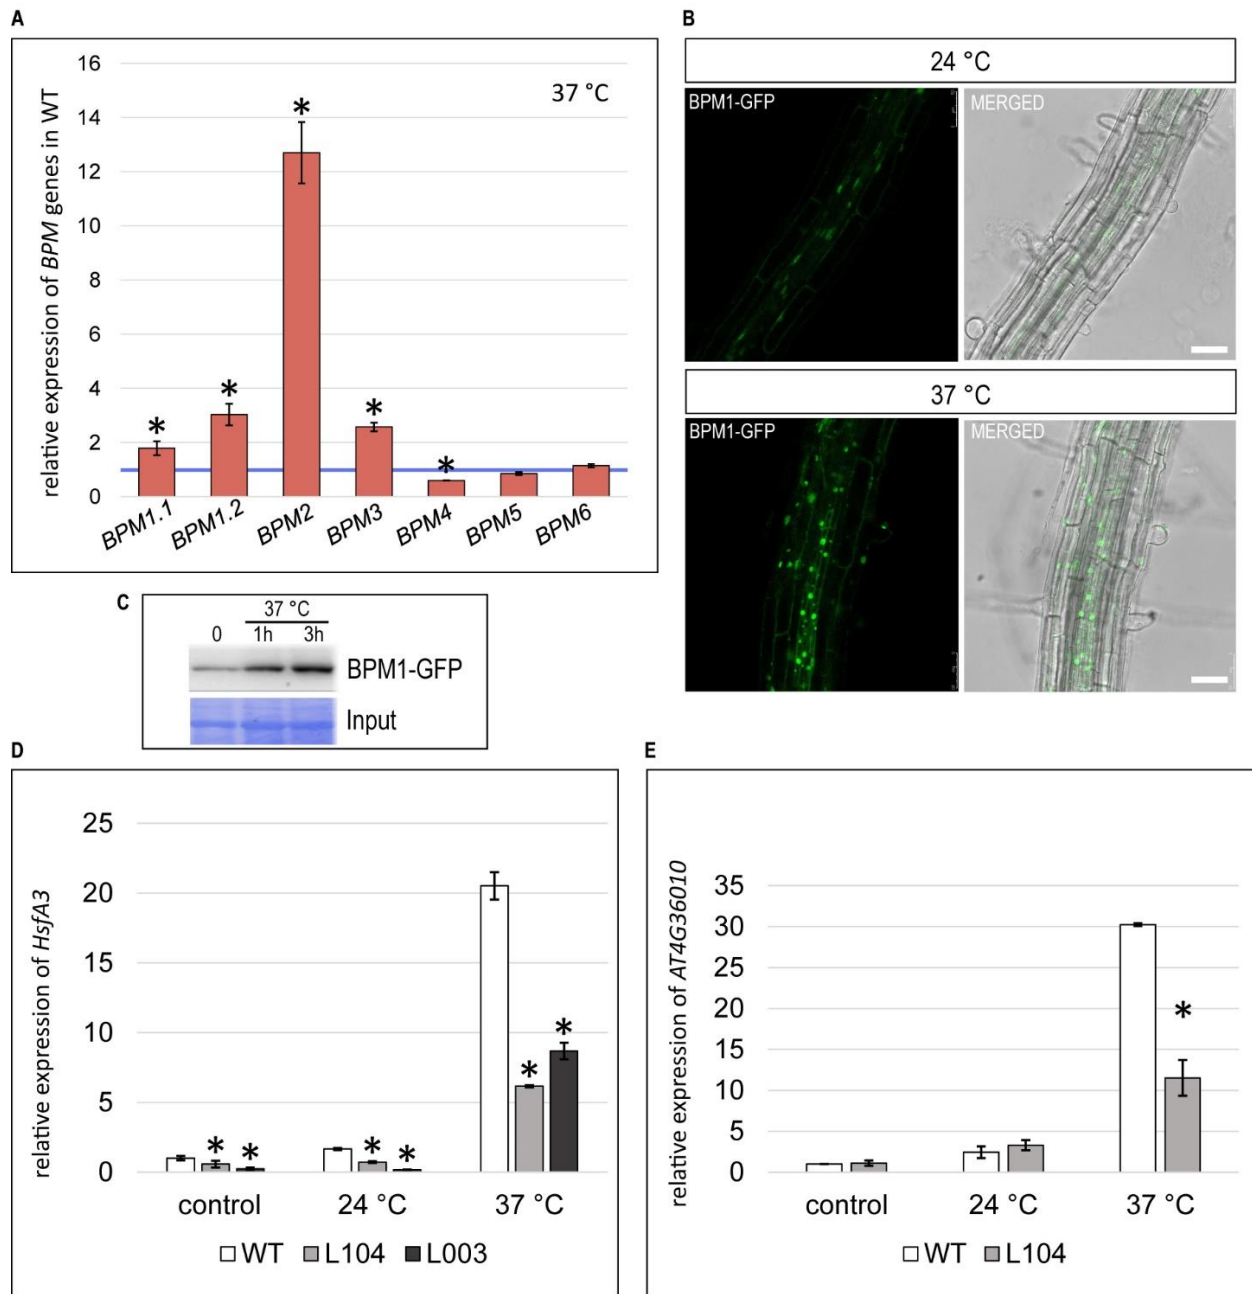 A
relative expression of BPM genes in WT
16
14
12
10
8
6
4
2
0
37 °C
*
*
*
*
*
BPM1.1
BPM1.2
BPM2
BPM3
BPM4
BPM5
BPM6
B
24 °C
BPM1-GFP
MERGED
37 °C
BPM1-GFP
MERGED
C
37 °C
0 1h 3h
BPM1-GFP
Input
D
relative expression of HsfA3
25
20
15
10
5
0
* *
* *
* *
control 24 °C 37 °C
WT L104 L003
E
relative expression of AT4G36010
35
30
25
20
15
10
5
0
*
control 24 °C 37 °C
WT L104